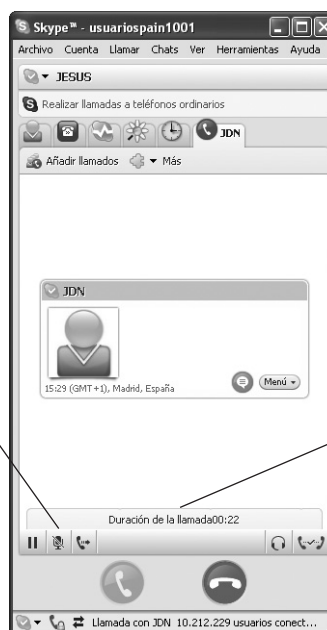 Skype™ - usuariospain1001
Archivo Cuenta Llamar Chats Ver Herramientas Ayuda
JESUS
Realizar llamadas a teléfonos ordinarios
JDN
Añadir llamados Más
JDN
15:29 (GMT+1), Madrid, España
Menú
Duración de la llamada00:22
Llamada con JDN 10.212.229 usuarios conect...